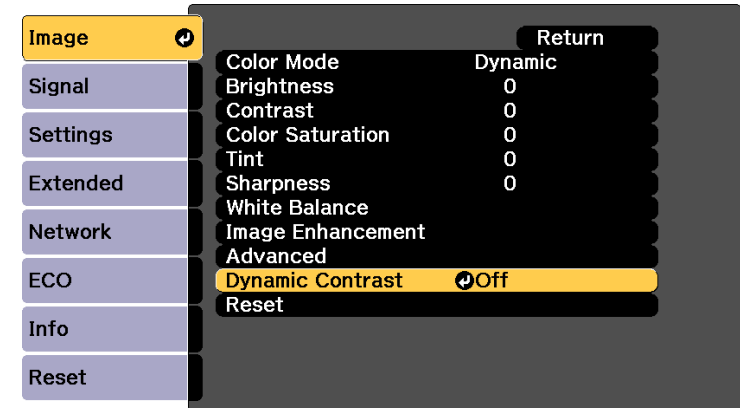 Image
Signal
Settings
Extended
Network
ECO
Info
Reset
Return
Color Mode Dynamic
Brightness 0
Contrast 0
Color Saturation 0
Tint 0
Sharpness 0
White Balance
Image Enhancement
Advanced
Dynamic Contrast Off
Reset